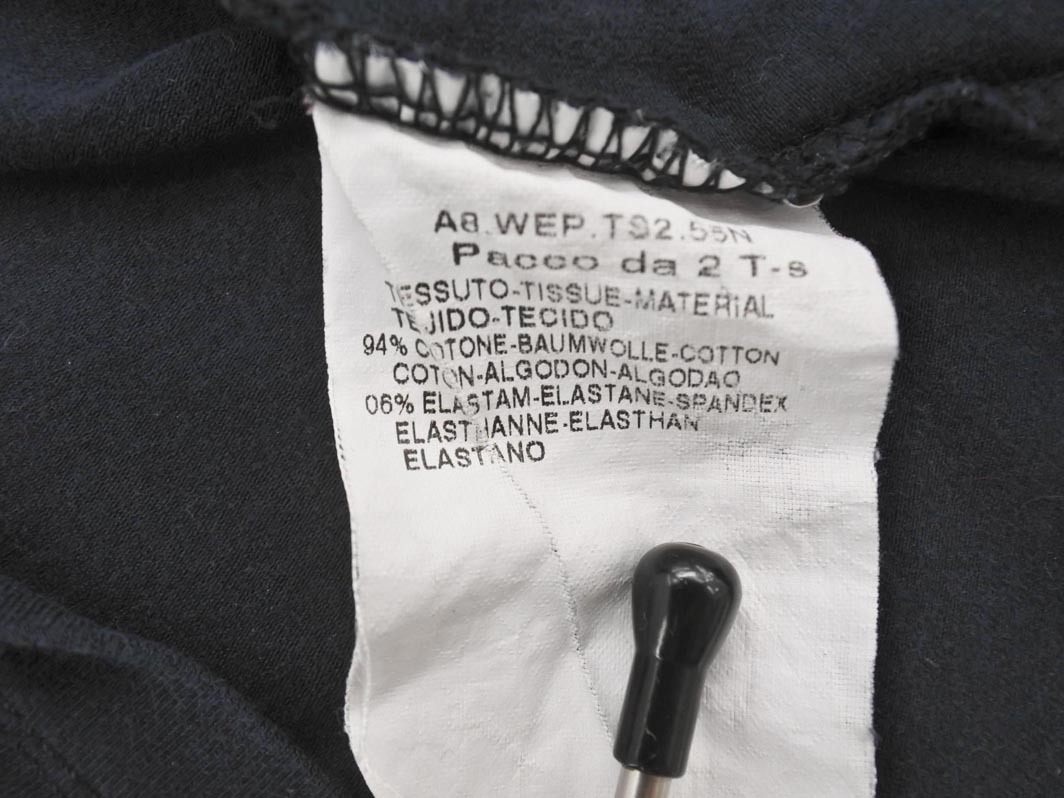 A8.WEP.TS2.55N
Pacco da 2 T-s
TESSUTO-TISSUE-MATERIAL
TEJIDO-TECIDO
94% COTONE-BAUMWOLLE-COTTON
COTON-ALGODON-ALGODAO
06% ELASTAM-ELASTANE-SPANDEX
ELASTHANNE-ELASTHAN
ELASTANO